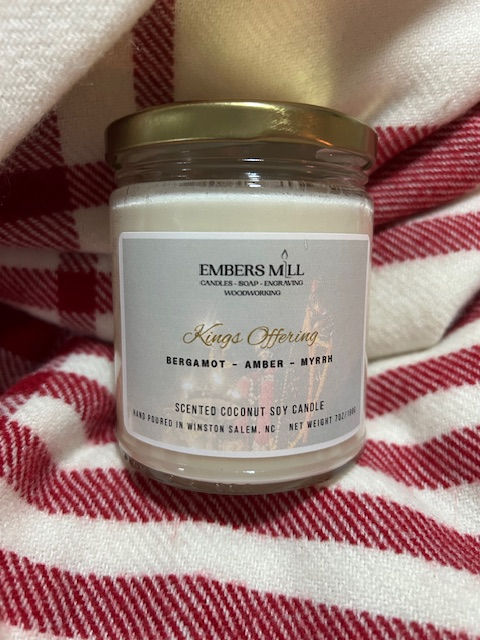 EMBERS MILL
CANDLES - SOAP - ENGRAVING
WOODWORKING
Kings Offering
BERGAMOT - AMBER - MYRRH
SCENTED COCONUT SOY CANDLE
HAND POURED IN WINSTON SALEM, NC NET WEIGHT 7OZ/198G